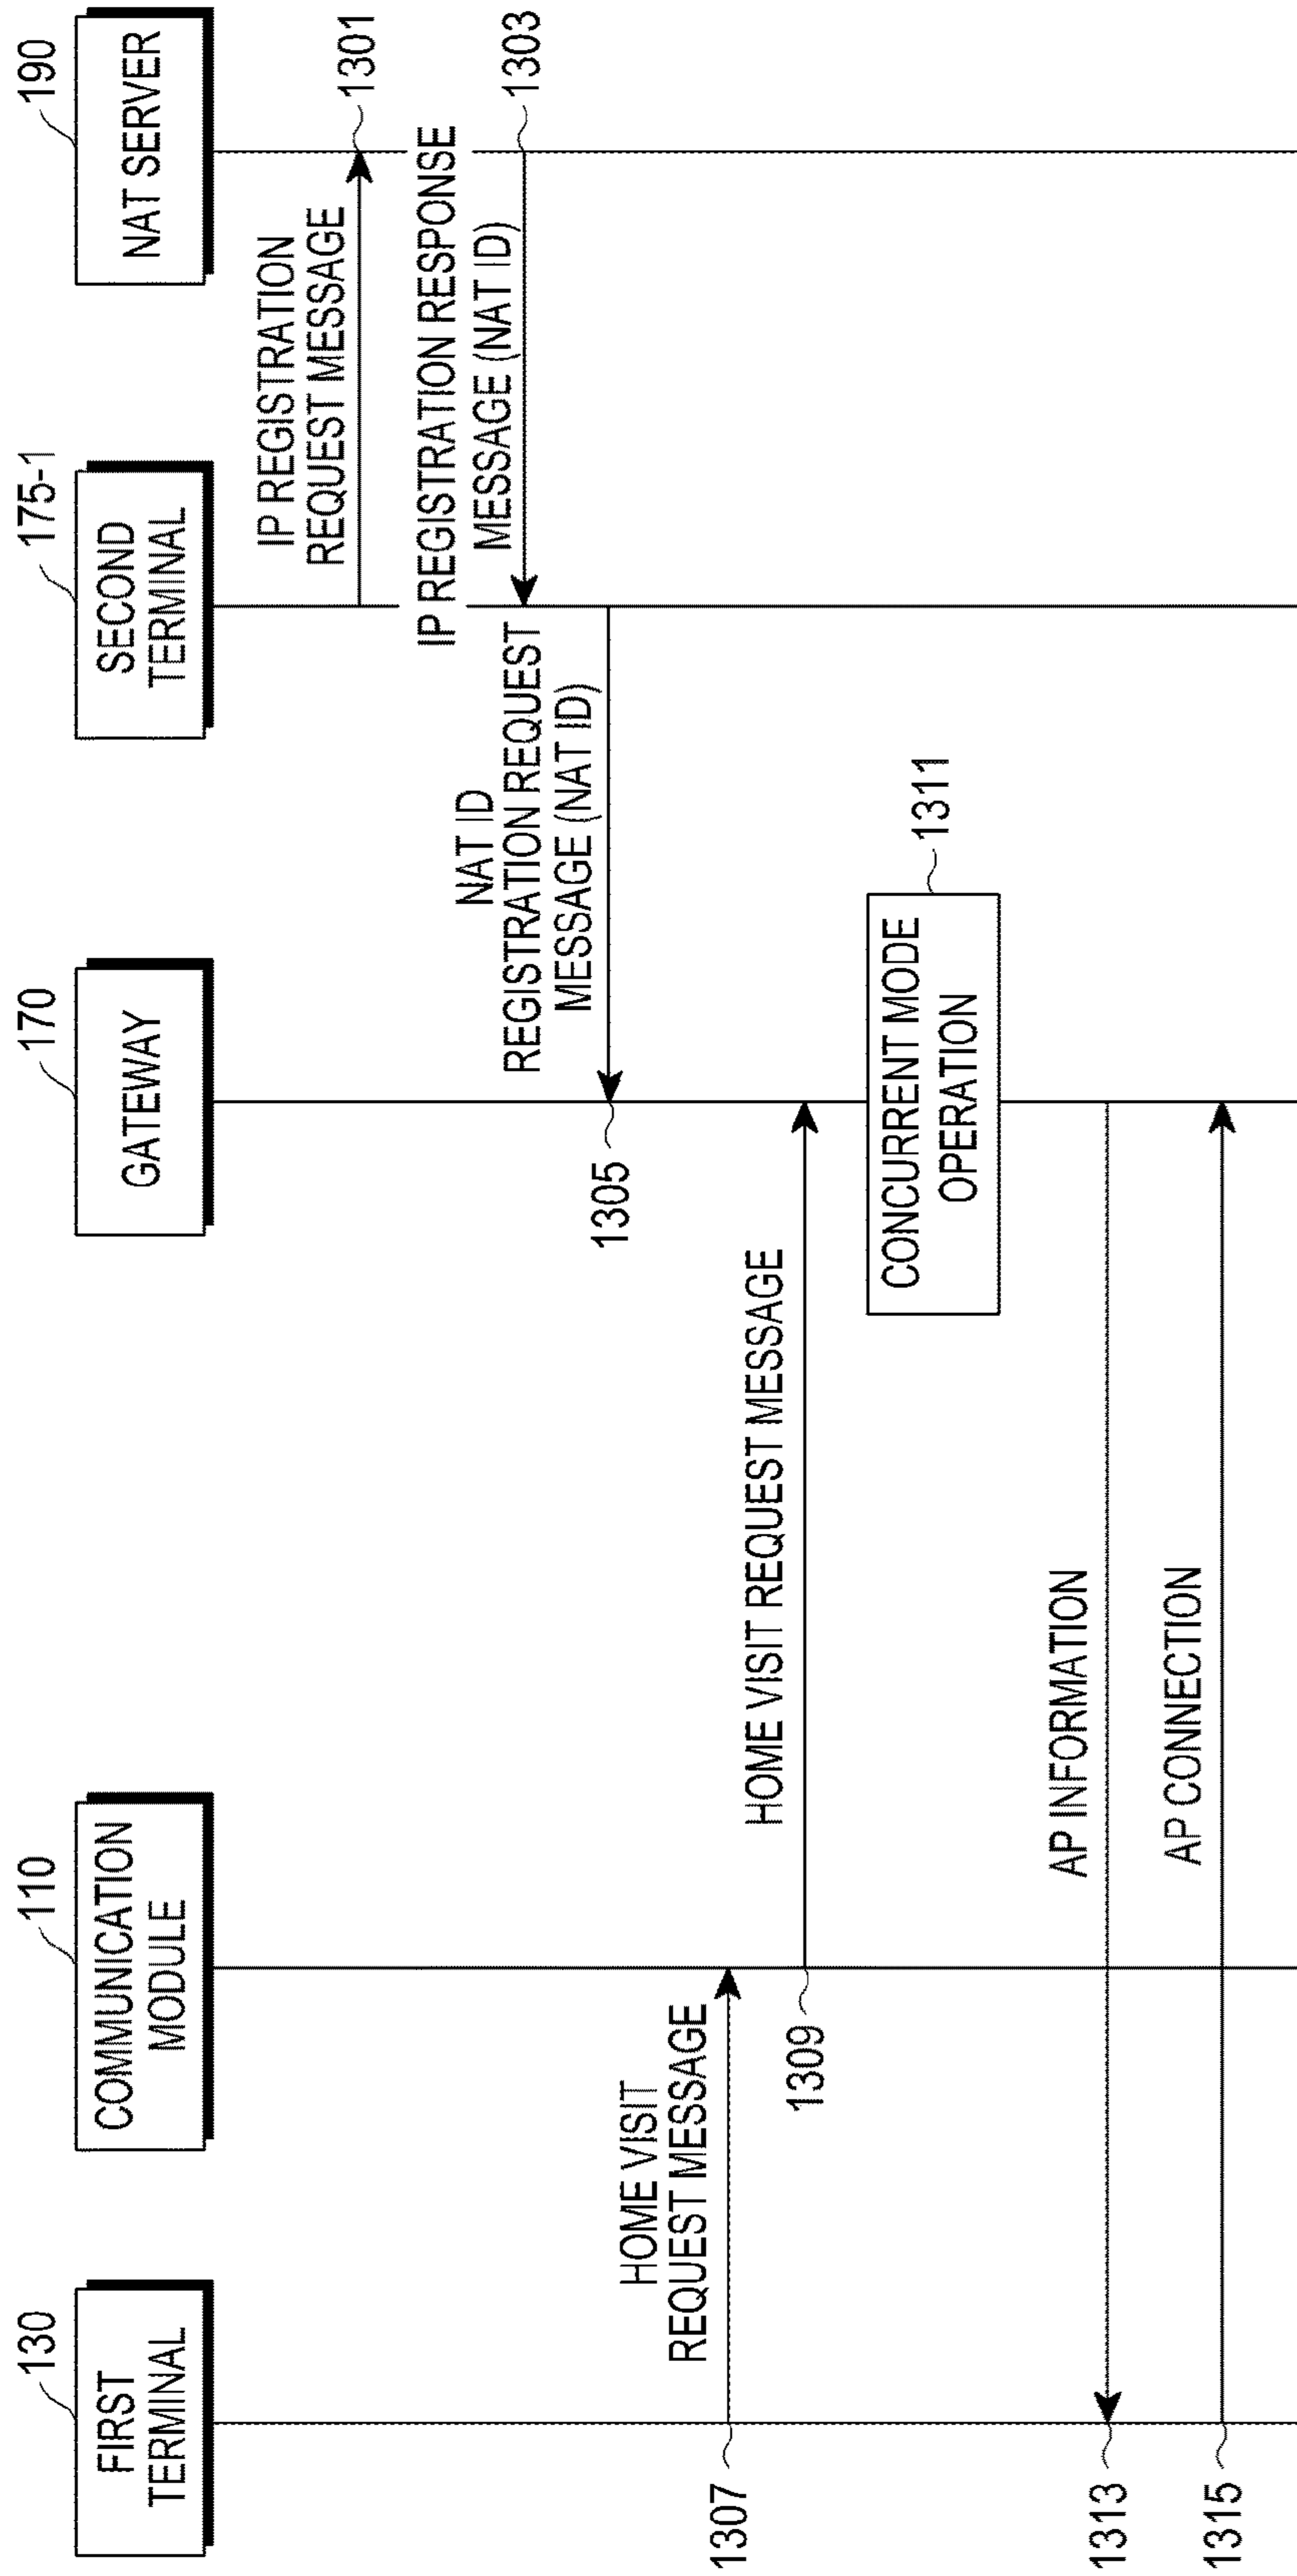 130
FIRST
TERMINAL
110
COMMUNICATION
MODULE
170
GATEWAY
175-1
SECOND
TERMINAL
190
NAT SERVER
IP REGISTRATION
REQUEST MESSAGE
1301
IP REGISTRATION RESPONSE
MESSAGE (NAT ID)
1303
NAT ID
REGISTRATION REQUEST
MESSAGE (NAT ID)
1305
HOME VISIT
REQUEST MESSAGE
1307
HOME VISIT REQUEST MESSAGE
1309
CONCURRENT MODE
OPERATION
1311
AP INFORMATION
1313
AP CONNECTION
1315